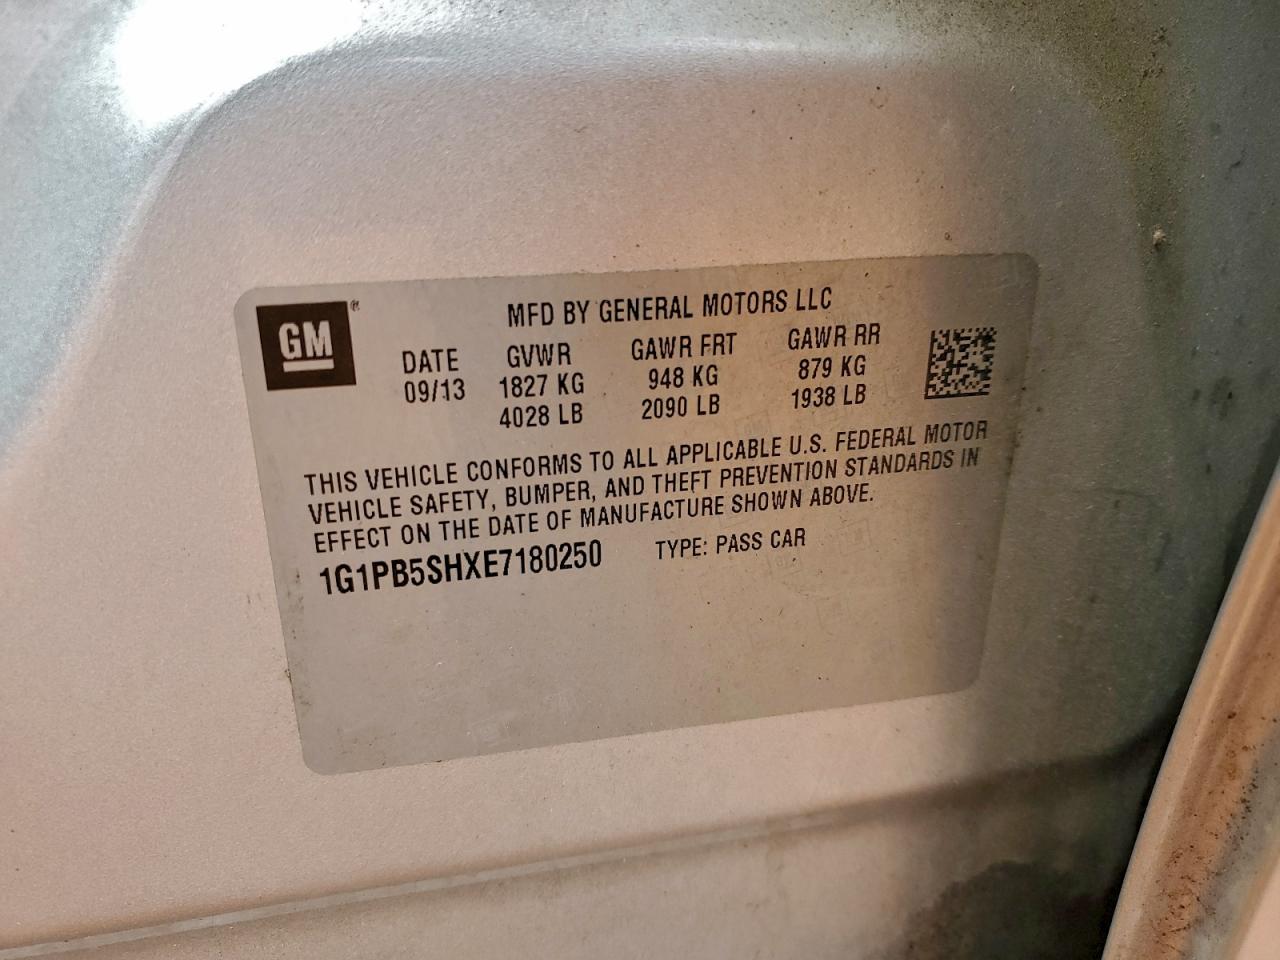 GM®
MFD BY GENERAL MOTORS LLC
DATE GVWR GAWR FRT GAWR RR
09/13 1827 KG 948 KG 879 KG
4028 LB 2090 LB 1938 LB
THIS VEHICLE CONFORMS TO ALL APPLICABLE U.S. FEDERAL MOTOR
VEHICLE SAFETY, BUMPER, AND THEFT PREVENTION STANDARDS IN
EFFECT ON THE DATE OF MANUFACTURE SHOWN ABOVE.
1G1PB5SHXE7180250 TYPE: PASS CAR